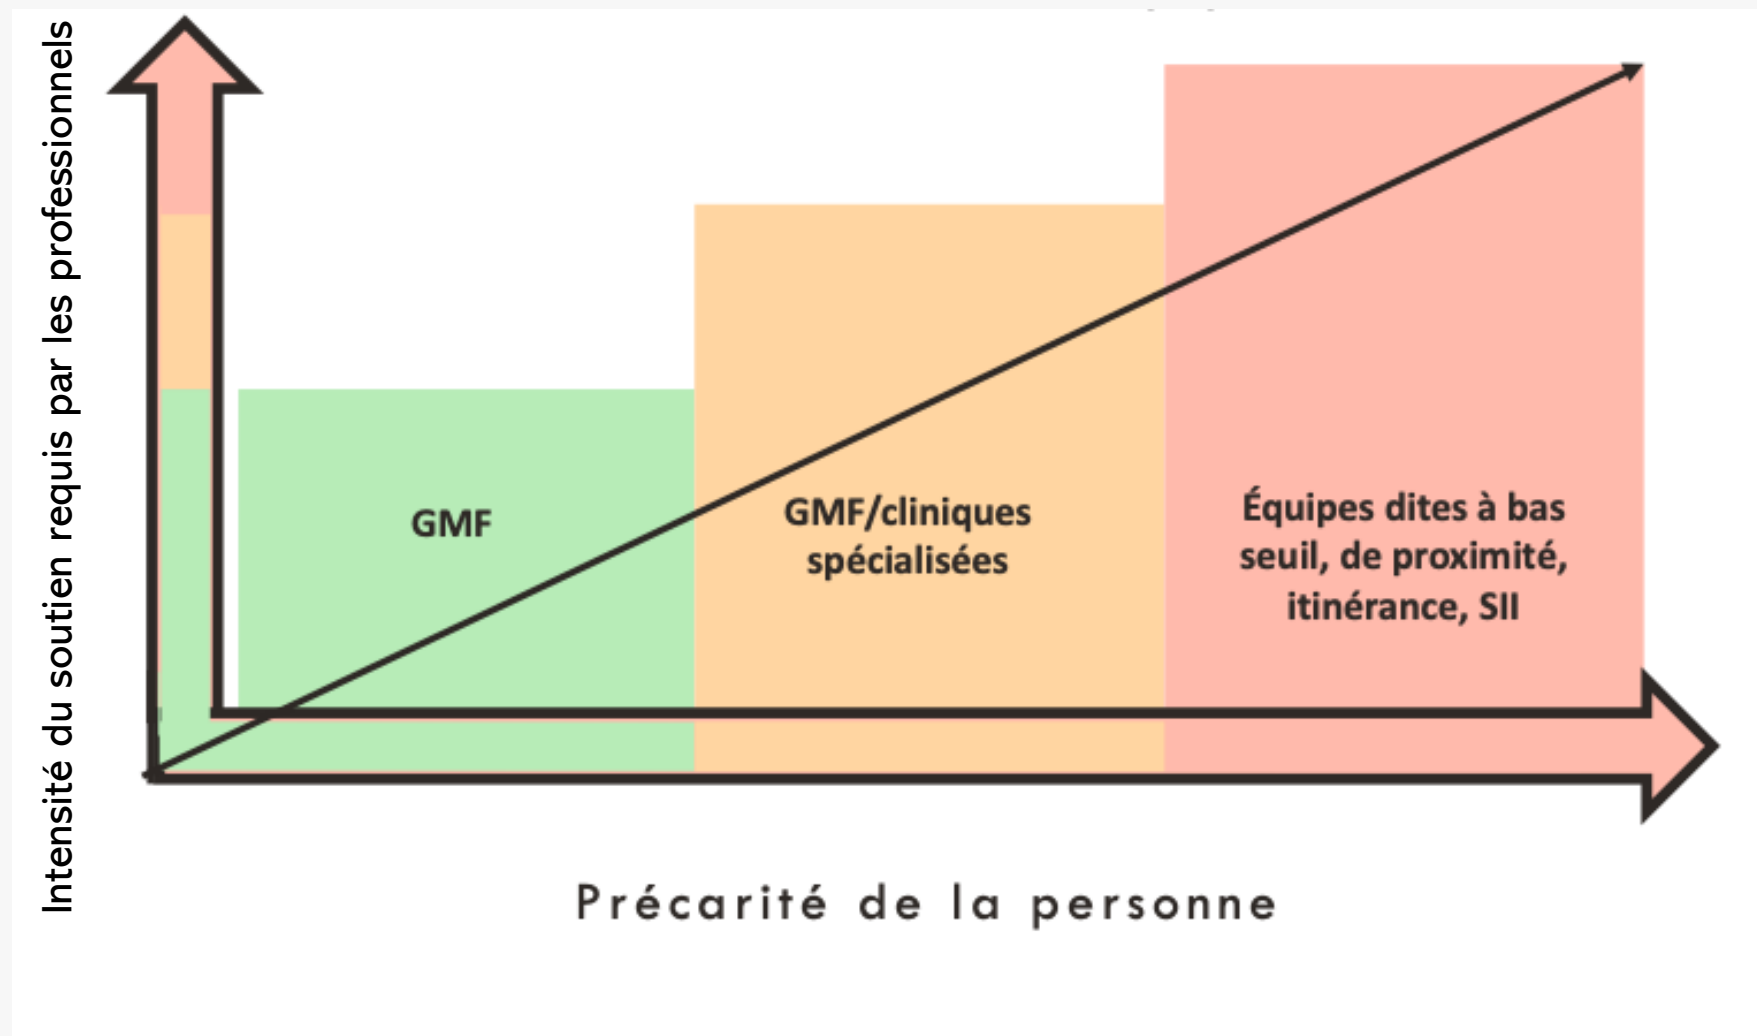 Intensité du soutien requis par les professionnels
GMF
GMF/cliniques
spécialisées
Équipes dites à bas
seuil, de proximité,
itinérance, SII
Précarité de la personne